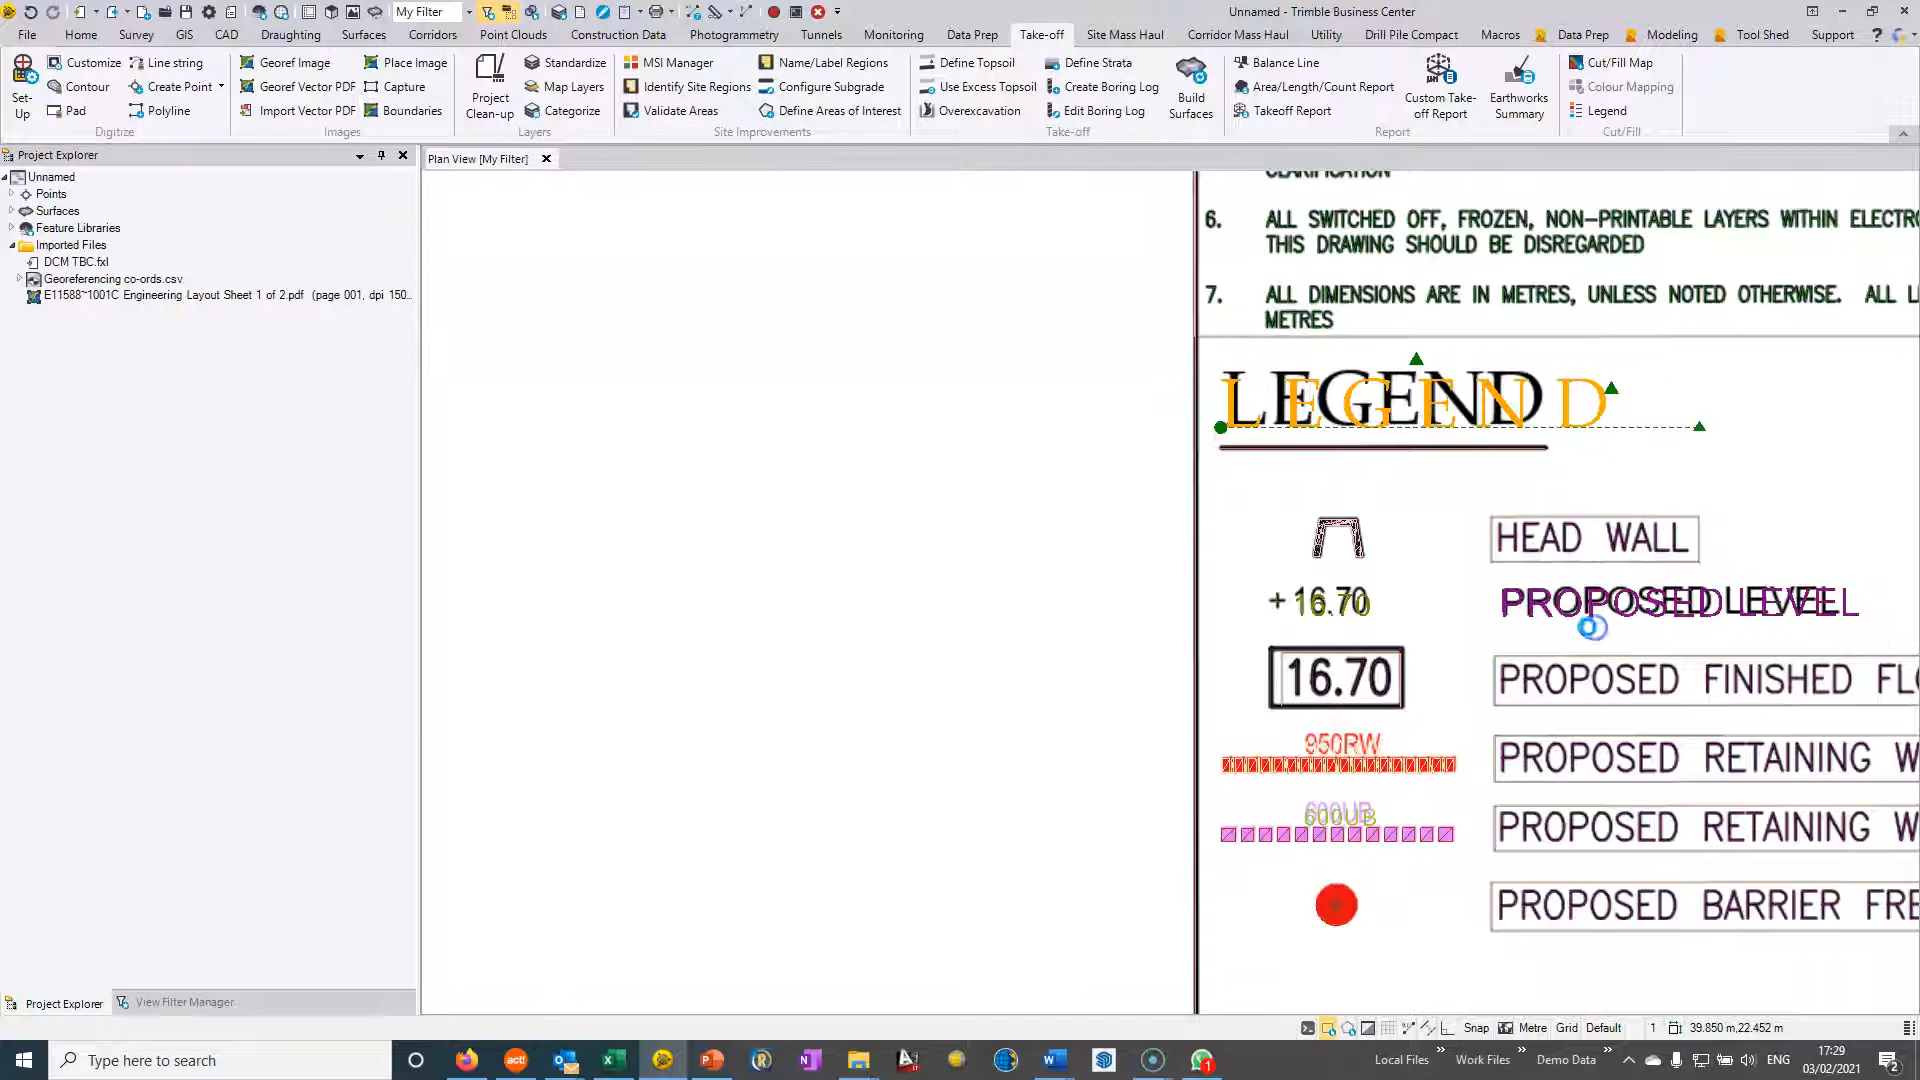 My Filter
Unnamed - Trimble Business Center
File Home Survey GIS CAD Draughting Surfaces Corridors Point Clouds Construction Data Photogrammetry Tunnels Monitoring Data Prep Take-off Site Mass Haul Corridor Mass Haul Utility Drill Pile Compact Macros Data Prep Modeling Tool Shed Support
Set-Up
Customize Line string
Contour Create Point
Pad Polyline
Digitize
Georef Image Place Image
Georef Vector PDF Capture
Import Vector PDF Boundaries
Images
Project Clean-up
Standardize
Map Layers
Categorize
Layers
MSI Manager Name/Label Regions
Identify Site Regions Configure Subgrade
Validate Areas Define Areas of Interest
Site Improvements
Define Topsoil Define Strata
Use Excess Topsoil Create Boring Log
Overexcavation Edit Boring Log
Build Surfaces
Take-off
Balance Line
Area/Length/Count Report
Takeoff Report
Custom Take-off Report
Earthworks Summary
Report
Cut/Fill Map
Colour Mapping
Legend
Cut/Fill
Project Explorer
Unnamed
Points
Surfaces
Feature Libraries
Imported Files
DCM TBC.fxl
Georeferencing co-ords.csv
E11588~1001C Engineering Layout Sheet 1 of 2.pdf (page 001, dpi 150...
Project Explorer View Filter Manager
Plan View [My Filter]
CLARIFICATION
6. ALL SWITCHED OFF, FROZEN, NON-PRINTABLE LAYERS WITHIN ELECTRO
THIS DRAWING SHOULD BE DISREGARDED
7. ALL DIMENSIONS ARE IN METRES, UNLESS NOTED OTHERWISE. ALL L
METRES
LEGEND
LEGEND
HEAD WALL
+ 16.70 16.70 PROPOSED LEVEL PROPOSED LEVEL
16.70 PROPOSED FINISHED FL
950RW
PROPOSED RETAINING W
600UB
PROPOSED RETAINING W
PROPOSED BARRIER FRE
Snap Metre Grid Default 1 39.850 m,22.452 m
Type here to search
Local Files Work Files Demo Data ENG
17:29
03/02/2021